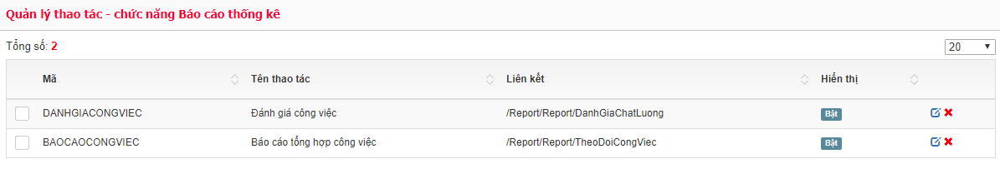 Quản lý thao tác - chức năng Báo cáo thống kê
Tổng số: 2
20
Mã Tên thao tác Liên kết Hiển thị
DANHGIACONGVIEC Đánh giá công việc /Report/Report/DanhGiaChatLuong Bật
BAOCAOCONGVIEC Báo cáo tổng hợp công việc /Report/Report/TheoDoiCongViec Bật